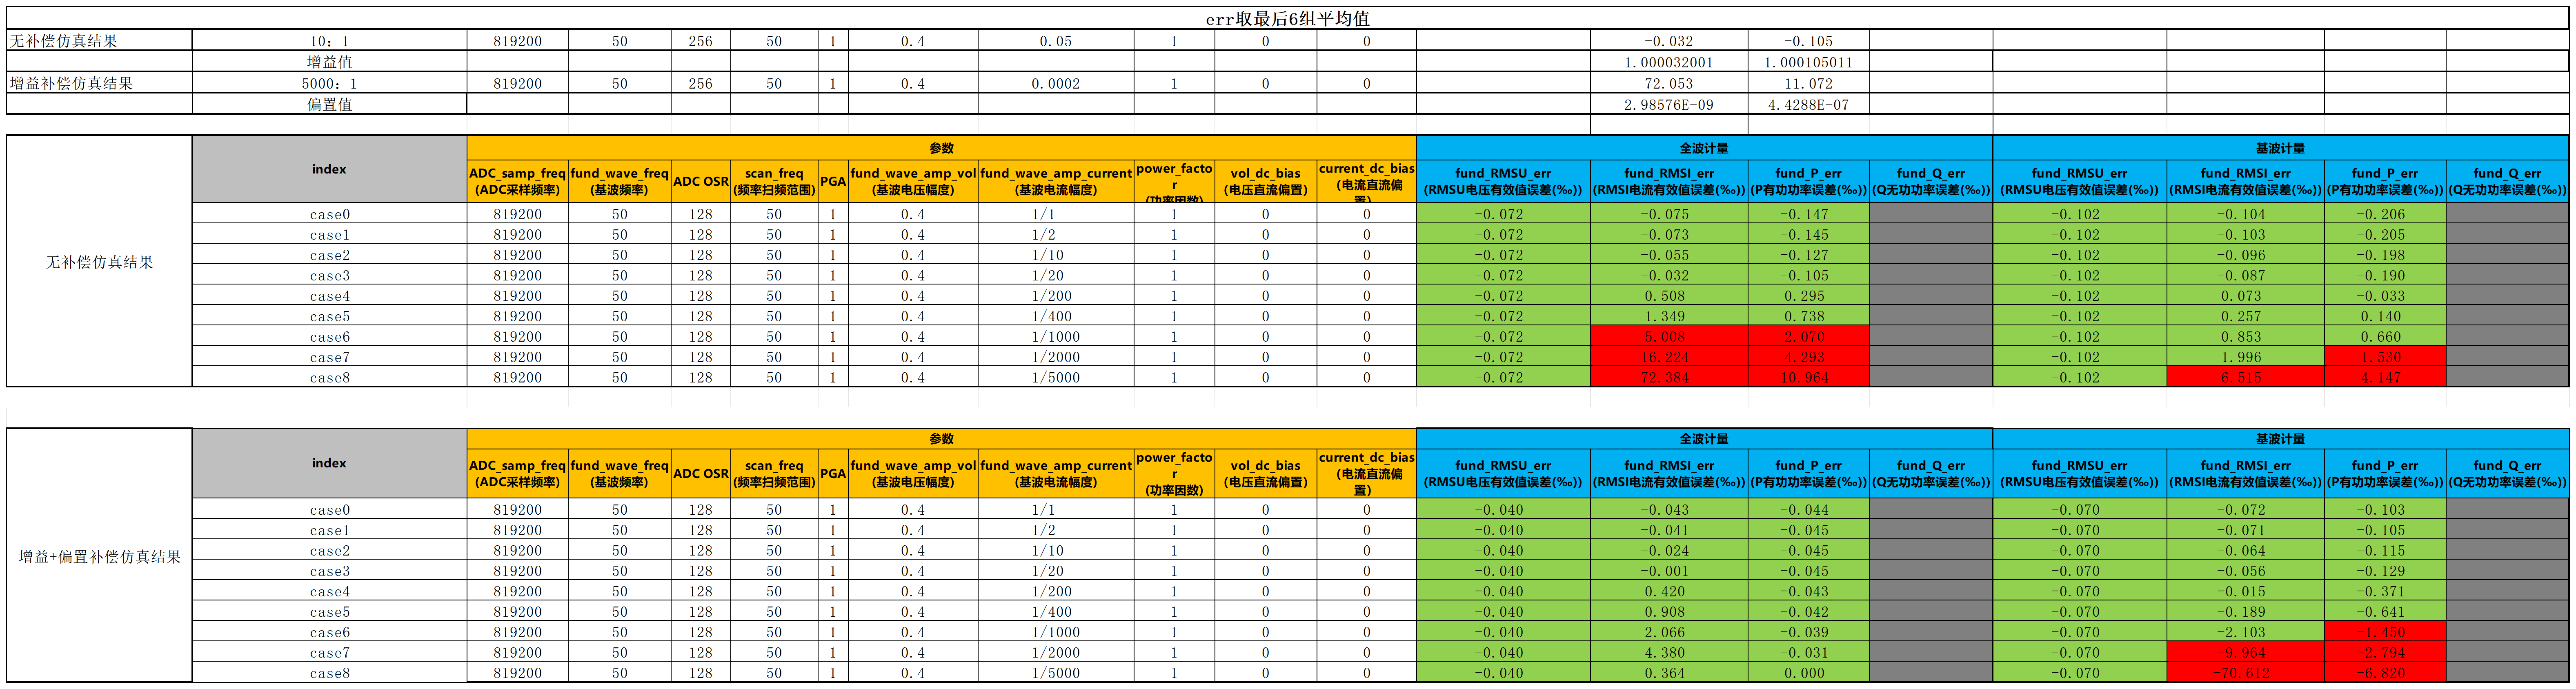 err取最后6组平均值
无补偿仿真结果 10：1 819200 50 256 50 1 0.4 0.05 1 0 0 -0.032 -0.105
增益值 1.000032001 1.000105011
增益补偿仿真结果 5000：1 819200 50 256 50 1 0.4 0.0002 1 0 0 72.053 11.072
偏置值 2.98576E-09 4.4288E-07
无补偿仿真结果
index
参数 全波计量 基波计量
ADC_samp_freq fund_wave_freq ADC OSR scan_freq PGA fund_wave_amp_vol fund_wave_amp_current power_facto vol_dc_bias current_dc_bias fund_RMSU_err fund_RMSI_err fund_P_err fund_Q_err fund_RMSU_err fund_RMSI_err fund_P_err fund_Q_err
(ADC采样频率) (基波频率) (频率扫频范围) (基波电压幅度) (基波电流幅度) r (电压直流偏置) (电流直流偏 (RMSU电压有效值误差(‰)) (RMSI电流有效值误差(‰)) (P有功功率误差(‰)) (Q无功功率误差(‰)) (RMSU电压有效值误差(‰)) (RMSI电流有效值误差(‰)) (P有功功率误差(‰)) (Q无功功率误差(‰))
(功率因数) 置)
case0 819200 50 128 50 1 0.4 1/1 1 0 0 -0.072 -0.075 -0.147 -0.102 -0.104 -0.206
case1 819200 50 128 50 1 0.4 1/2 1 0 0 -0.072 -0.073 -0.145 -0.102 -0.103 -0.205
case2 819200 50 128 50 1 0.4 1/10 1 0 0 -0.072 -0.055 -0.127 -0.102 -0.096 -0.198
case3 819200 50 128 50 1 0.4 1/20 1 0 0 -0.072 -0.032 -0.105 -0.102 -0.087 -0.190
case4 819200 50 128 50 1 0.4 1/200 1 0 0 -0.072 0.508 0.295 -0.102 0.073 -0.033
case5 819200 50 128 50 1 0.4 1/400 1 0 0 -0.072 1.349 0.738 -0.102 0.257 0.140
case6 819200 50 128 50 1 0.4 1/1000 1 0 0 -0.072 5.008 2.070 -0.102 0.853 0.660
case7 819200 50 128 50 1 0.4 1/2000 1 0 0 -0.072 16.224 4.293 -0.102 1.996 1.530
case8 819200 50 128 50 1 0.4 1/5000 1 0 0 -0.072 72.384 10.964 -0.102 6.515 4.147
增益+偏置补偿仿真结果
index
参数 全波计量 基波计量
ADC_samp_freq fund_wave_freq ADC OSR scan_freq PGA fund_wave_amp_vol fund_wave_amp_current power_facto vol_dc_bias current_dc_bias fund_RMSU_err fund_RMSI_err fund_P_err fund_Q_err fund_RMSU_err fund_RMSI_err fund_P_err fund_Q_err
(ADC采样频率) (基波频率) (频率扫频范围) (基波电压幅度) (基波电流幅度) r (电压直流偏置) (电流直流偏 (RMSU电压有效值误差(‰)) (RMSI电流有效值误差(‰)) (P有功功率误差(‰)) (Q无功功率误差(‰)) (RMSU电压有效值误差(‰)) (RMSI电流有效值误差(‰)) (P有功功率误差(‰)) (Q无功功率误差(‰))
(功率因数) 置)
case0 819200 50 128 50 1 0.4 1/1 1 0 0 -0.040 -0.043 -0.044 -0.070 -0.072 -0.103
case1 819200 50 128 50 1 0.4 1/2 1 0 0 -0.040 -0.041 -0.045 -0.070 -0.071 -0.105
case2 819200 50 128 50 1 0.4 1/10 1 0 0 -0.040 -0.024 -0.045 -0.070 -0.064 -0.115
case3 819200 50 128 50 1 0.4 1/20 1 0 0 -0.040 -0.001 -0.045 -0.070 -0.056 -0.129
case4 819200 50 128 50 1 0.4 1/200 1 0 0 -0.040 0.420 -0.043 -0.070 -0.015 -0.371
case5 819200 50 128 50 1 0.4 1/400 1 0 0 -0.040 0.908 -0.042 -0.070 -0.189 -0.641
case6 819200 50 128 50 1 0.4 1/1000 1 0 0 -0.040 2.066 -0.039 -0.070 -2.103 -1.450
case7 819200 50 128 50 1 0.4 1/2000 1 0 0 -0.040 4.380 -0.031 -0.070 -9.964 -2.794
case8 819200 50 128 50 1 0.4 1/5000 1 0 0 -0.040 0.364 0.000 -0.070 -70.612 -6.820